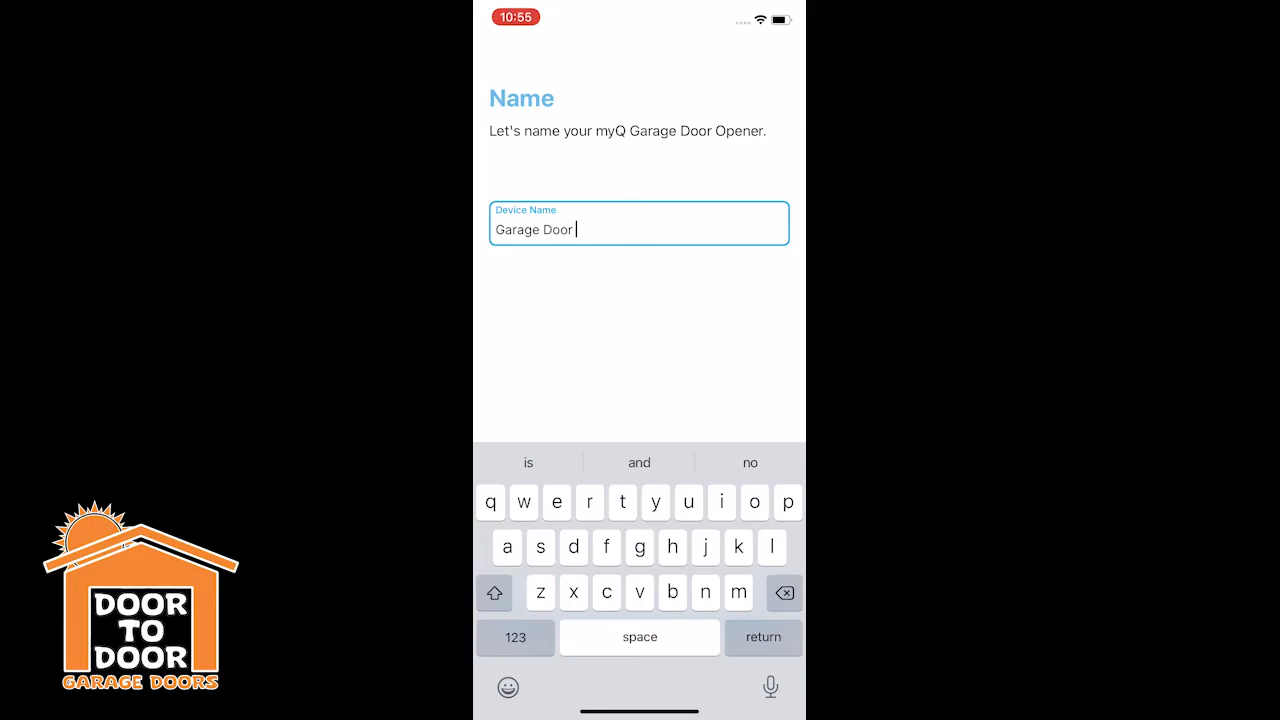 10:55
Name
Let's name your myQ Garage Door Opener.
Device Name
Garage Door
is and no
q w e r t y u i o p
a s d f g h j k l
z x c v b n m
123 space return
DOOR
TO
DOOR
GARAGE DOORS